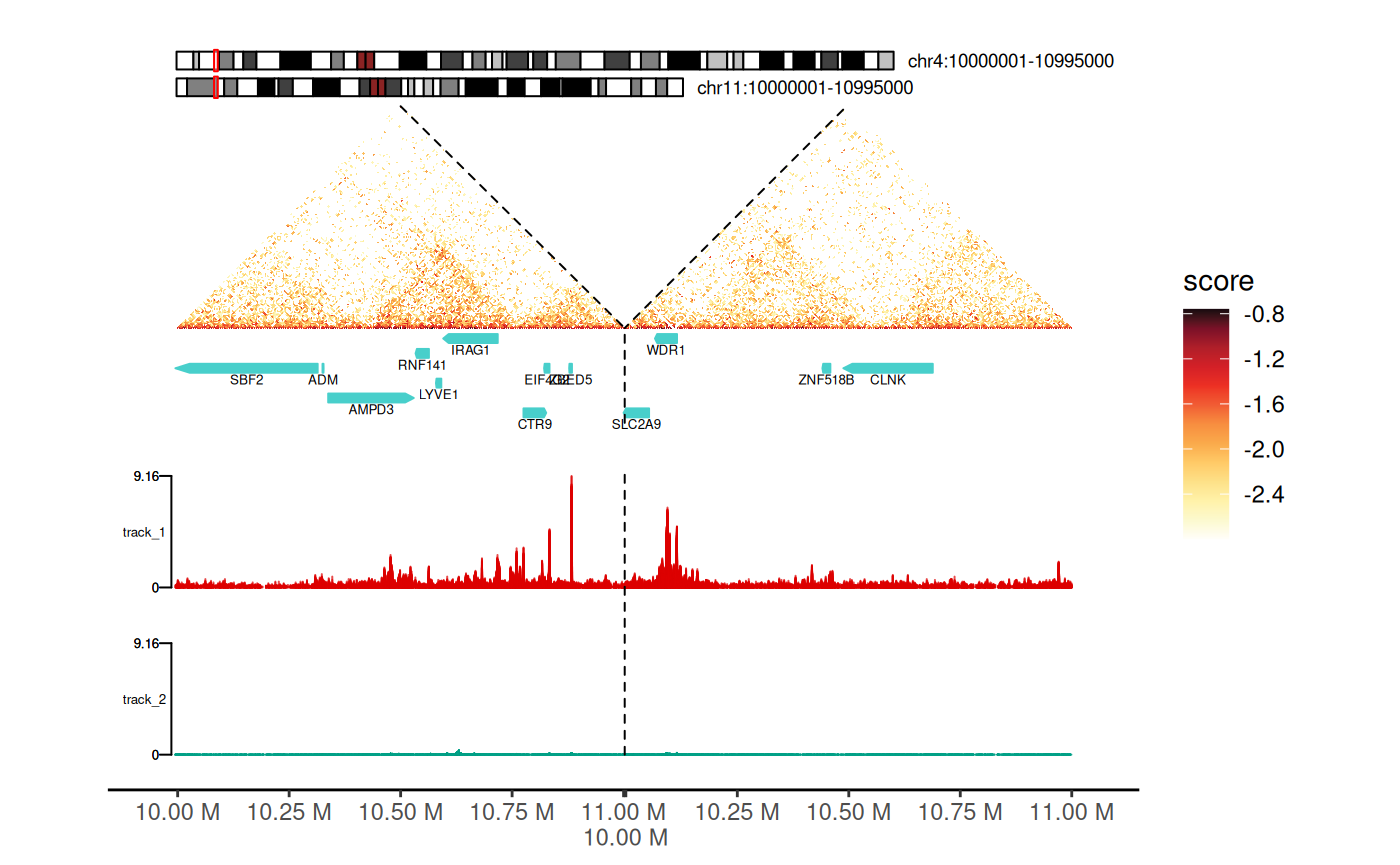 chr4:10000001-10995000
chr11:10000001-10995000
score
-0.8
-1.2
-1.6
-2.0
-2.4
IRAG1
WDR1
RNF141
SBF2 ADM
ZBED5
ZNF518B CLNK
LYVE1
AMPD3
CTR9
SLC2A9
9.16
track_1
0
9.16
track_2
0
10.00 M 10.25 M 10.50 M 10.75 M 11.00 M 10.25 M 10.50 M 10.75 M 11.00 M
10.00 M